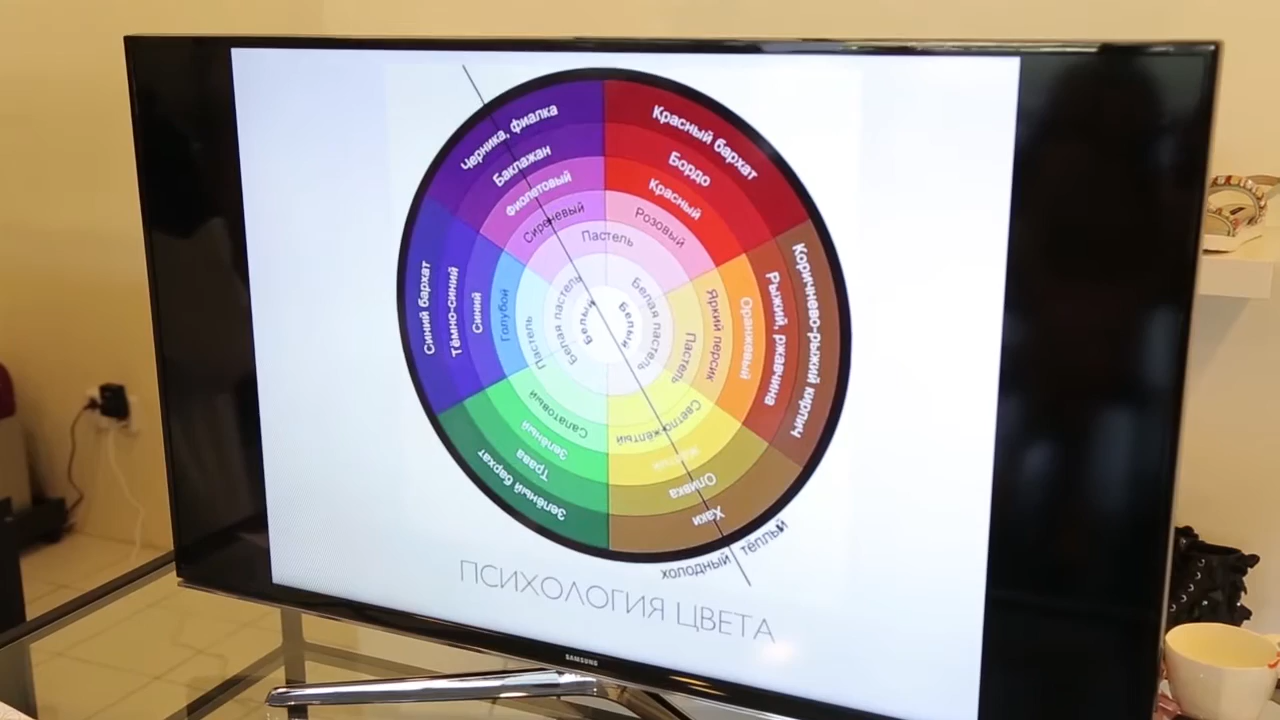 Черника, фиалка
Баклажан
Фиолетовый
Сиреневый
Пастель
Красный бархат
Бордо
Красный
Розовый
Синий бархат
Тёмно-синий
Синий
Голубой
Пастель
Белая пастель
Белый
Белый
Белая пастель
Пастель
Яркий персик
Оранжевый
Рыжий, ржавчина
Коричнево-рыжий кирпич
Салатовый
Зелёный
Трава
Зелёный бархат
Светло-жёлтый
Оливка
Хаки
холодный тёплый
ПСИХОЛОГИЯ ЦВЕТА
SAMSUNG